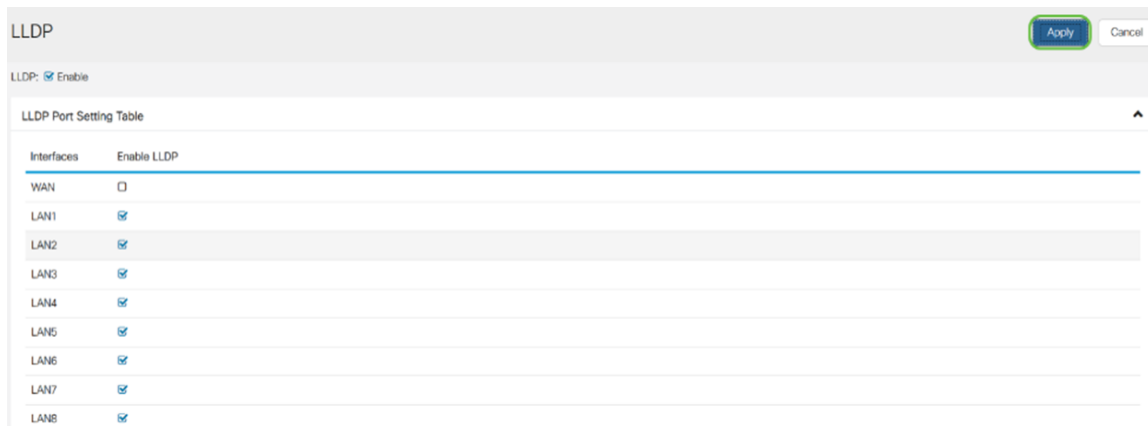 LLDP
Apply Cancel
LLDP: Enable
LLDP Port Setting Table
Interfaces Enable LLDP
WAN
LAN1
LAN2
LAN3
LAN4
LAN5
LAN6
LAN7
LAN8